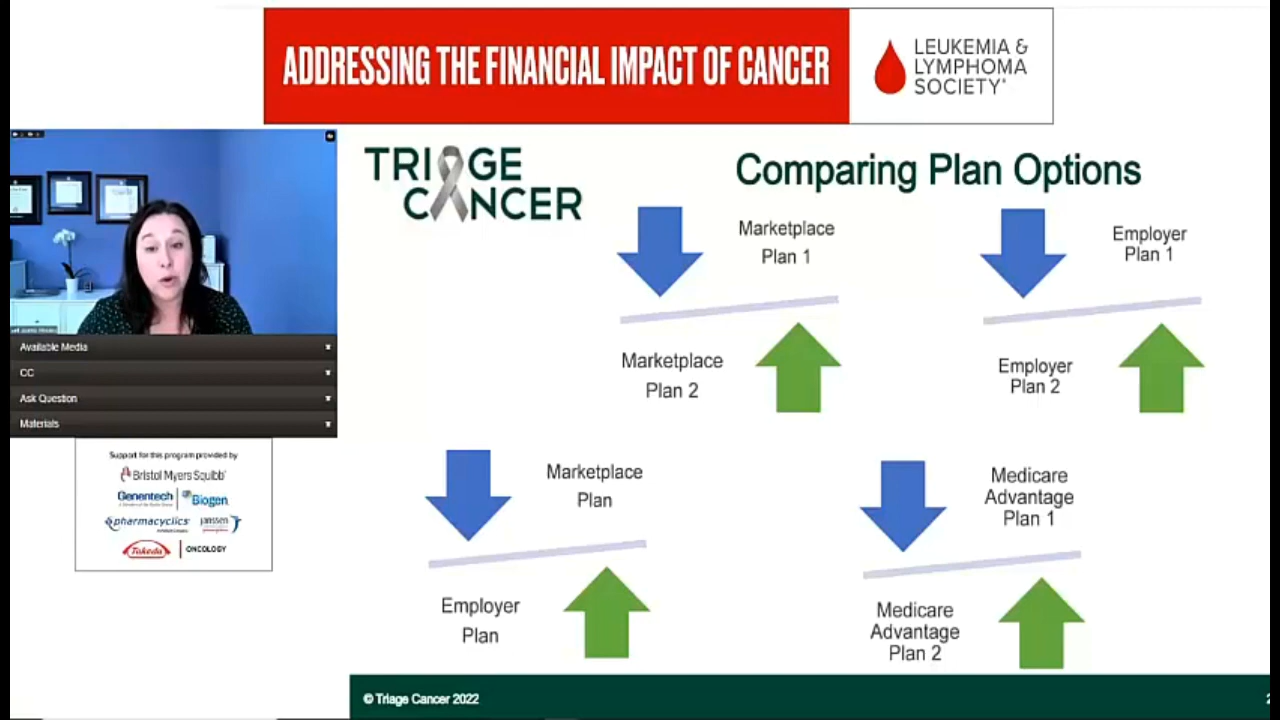 ADDRESSING THE FINANCIAL IMPACT OF CANCER
LEUKEMIA &
LYMPHOMA
SOCIETY®
TRIAGE
CANCER
Comparing Plan Options
Marketplace
Plan 1
Marketplace
Plan 2
Employer
Plan 1
Employer
Plan 2
Marketplace
Plan
Employer
Plan
Medicare
Advantage
Plan 1
Medicare
Advantage
Plan 2
Available Media
CC
Ask Question
Materials
Support for this program provided by
Bristol Myers Squibb
Genentech
Biogen
pharmacyclics
janssen
Takeda
ONCOLOGY
© Triage Cancer 2022